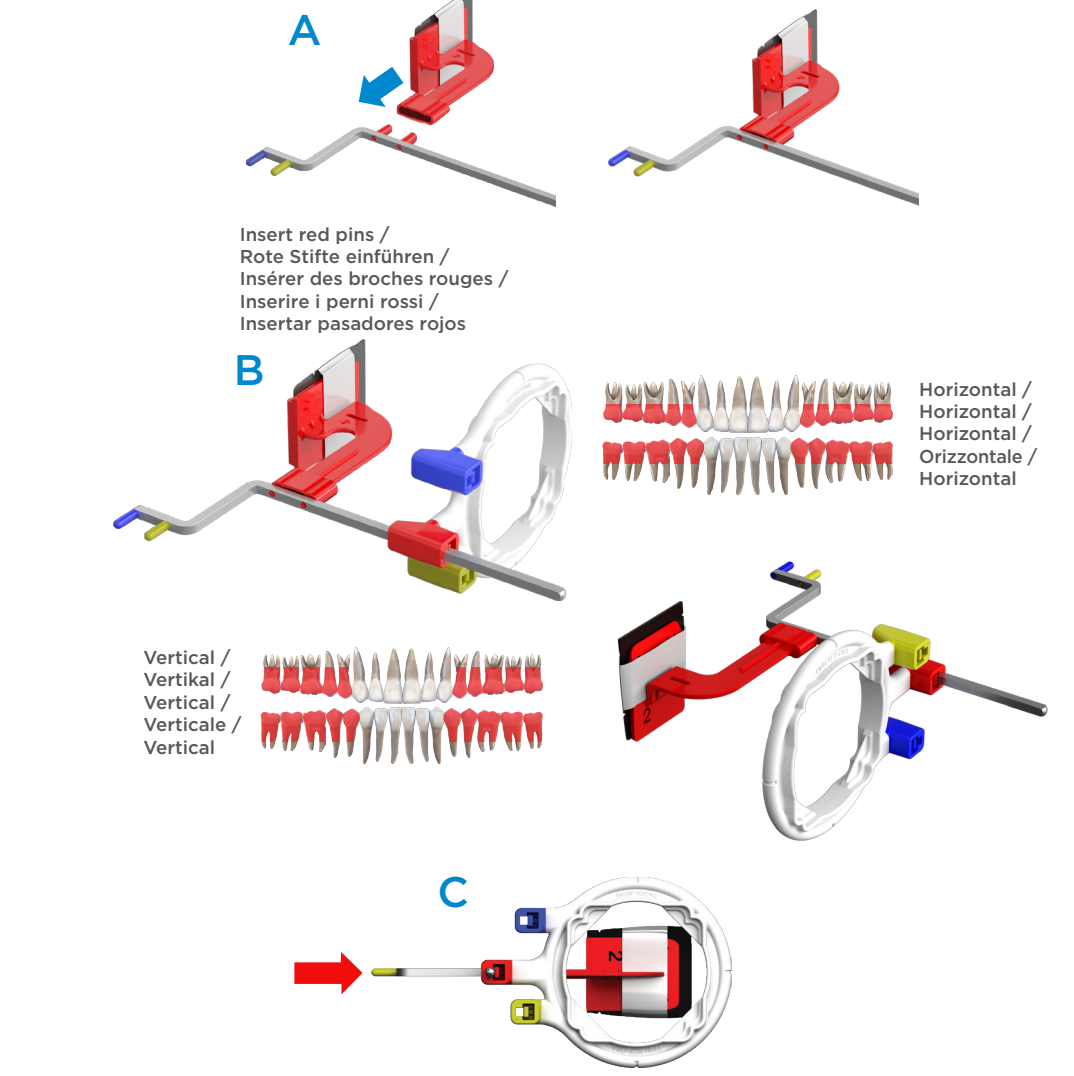 A
Insert red pins /
Rote Stifte einführen /
Insérer des broches rouges /
Inserire i perni rossi /
Insertar pasadores rojos
B
Horizontal /
Horizontal /
Horizontal /
Orizzontale /
Horizontal
Vertical /
Vertikal /
Vertical /
Verticale /
Vertical
2
C
2